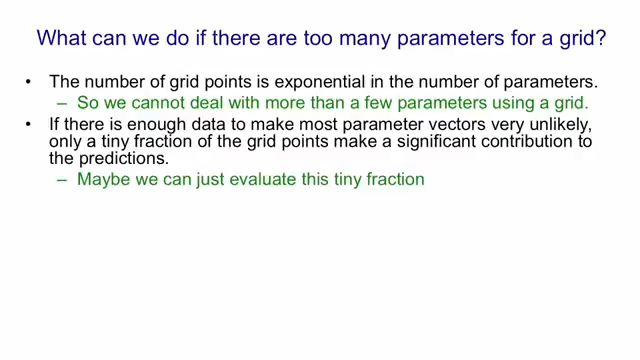 What can we do if there are too many parameters for a grid?
• The number of grid points is exponential in the number of parameters.
– So we cannot deal with more than a few parameters using a grid.
• If there is enough data to make most parameter vectors very unlikely,
only a tiny fraction of the grid points make a significant contribution to
the predictions.
– Maybe we can just evaluate this tiny fraction